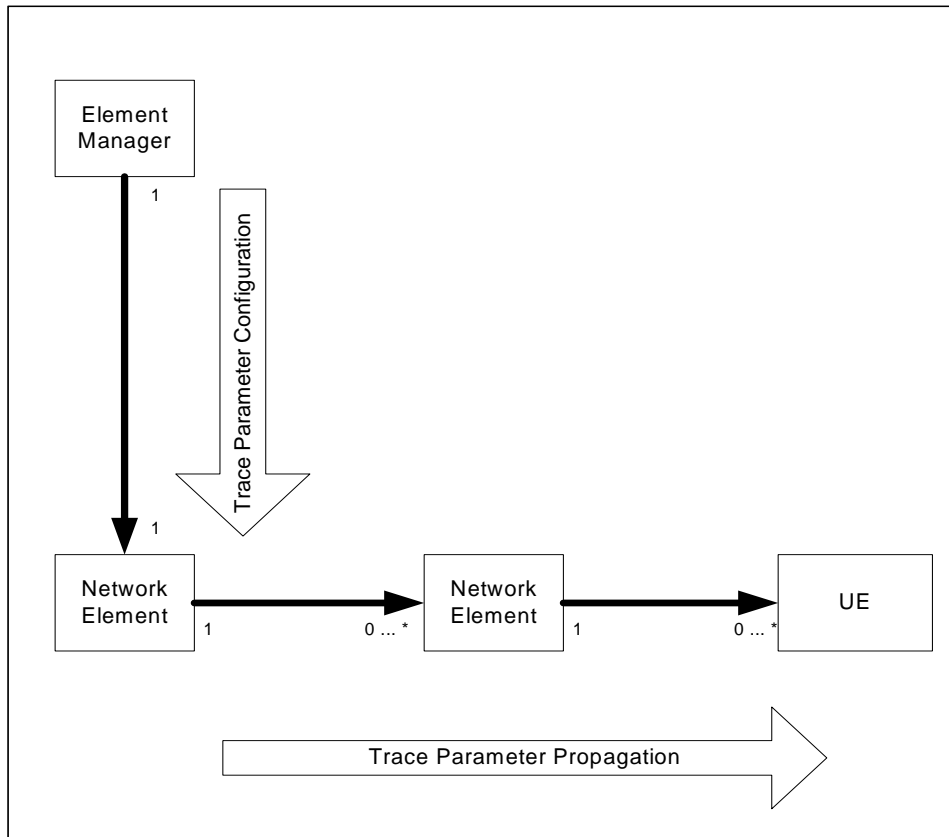 Element
Manager
1
Trace Parameter Configuration
1
Network
Element
1
0 ... *
Network
Element
1
0 ... *
UE
Trace Parameter Propagation